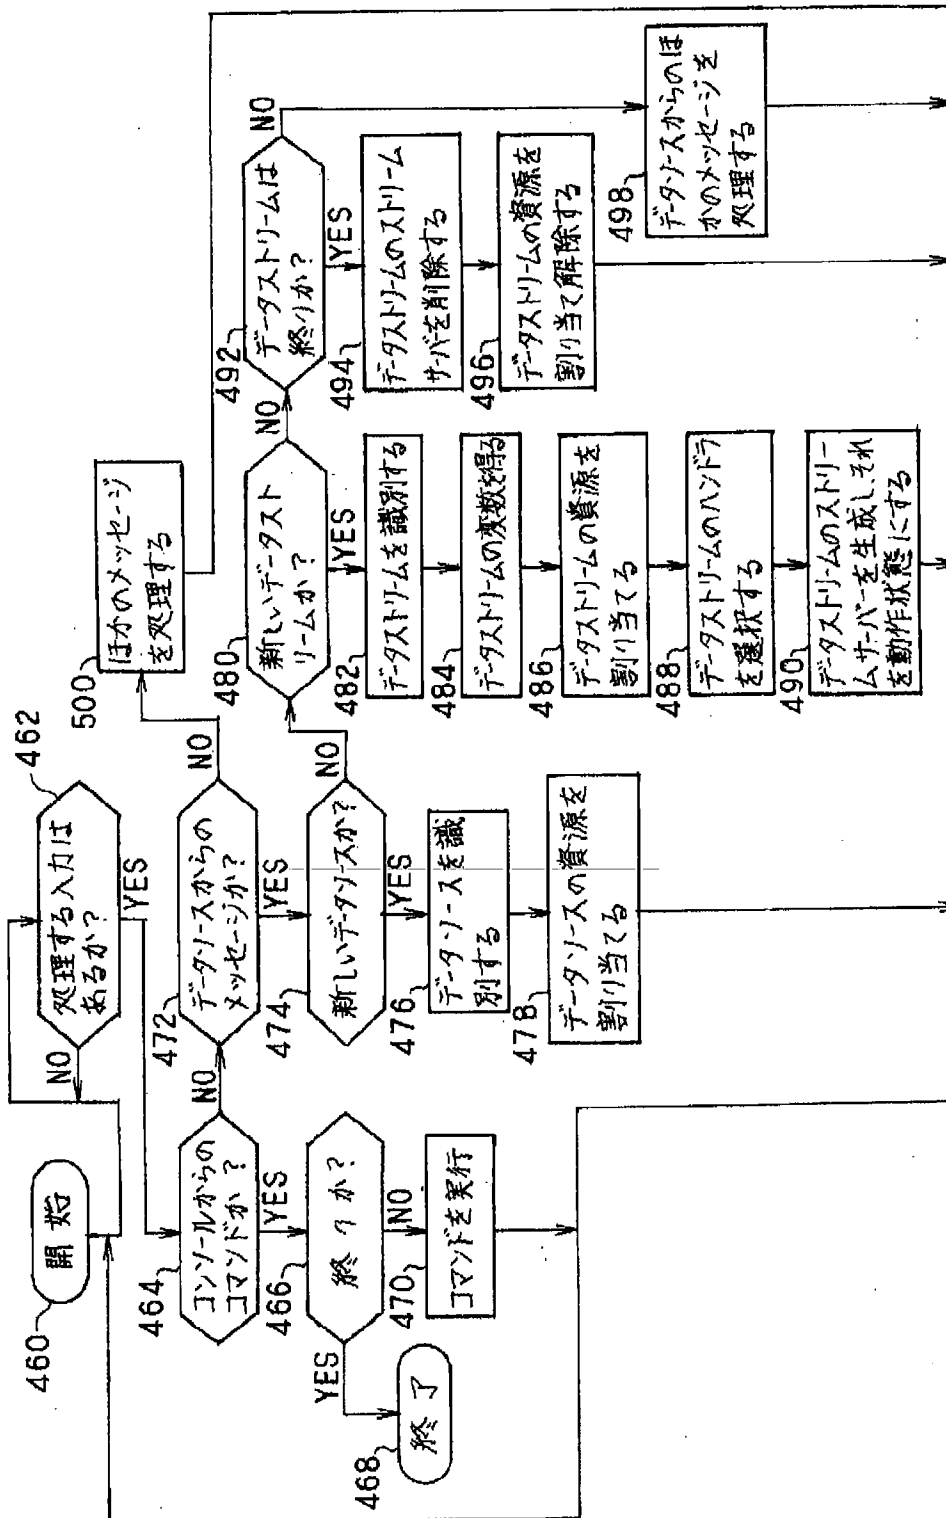 460
開始
462
処理する入力は
あるか?
NO
YES
464
コンソールからの
コマンドか?
NO
YES
466
終りか?
YES
NO
468
終了
470
コマンドを実行
472
データソースからの
メッセージか?
NO
YES
474
新しいデータソースか?
NO
YES
476
データソースを識
別する
478
データソースの資源を
割り当てる
500
ほかのメッセージ
を処理する
480
新しいデータスト
リームか?
NO
YES
482
データストリームを識別する
484
データストリームの変数を得る
486
データストリームの資源を
割り当てる
488
データストリームのハンドラ
を選択する
490
データストリームのストリー
ムサーバーを生成し、それ
を動作状態にする
492
データストリームは
終りか?
NO
YES
494
データストリームのストリーム
サーバーを削除する
496
データストリームの資源を
割り当て解除する
498
データソースからのほ
かのメッセージを
処理する